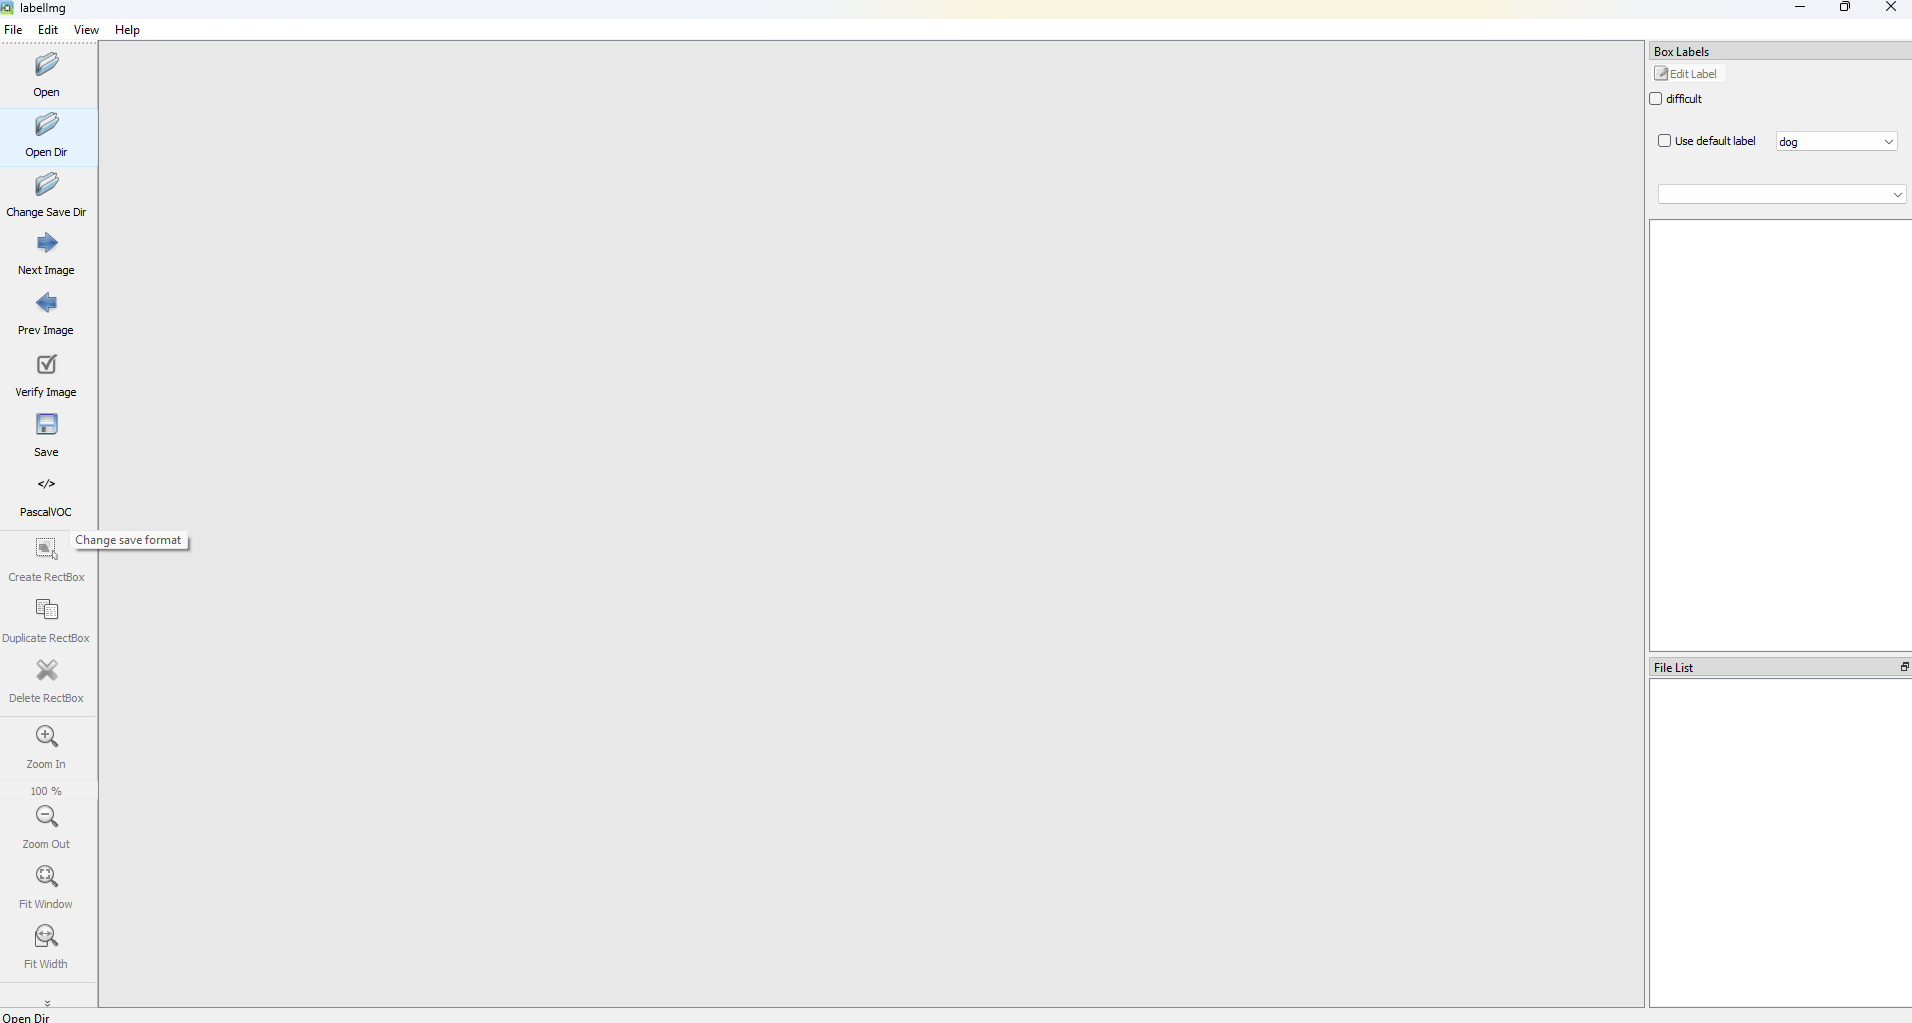 labelImg
File Edit View Help
Open
Open Dir
Change Save Dir
Next Image
Prev Image
Verify Image
Save
</>
PascalVOC
Change save format
Create RectBox
Duplicate RectBox
Delete RectBox
Zoom In
100 %
Zoom Out
Fit Window
Fit Width
Box Labels
Edit Label
difficult
Use default label dog
File List
Open Dir